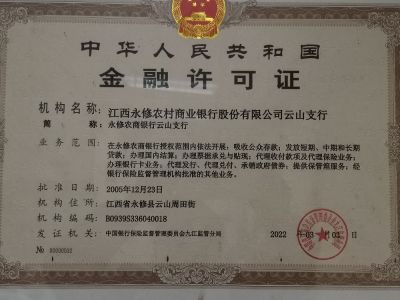 中华人民共和国
金融许可证
机构名称: 江西永修农村商业银行股份有限公司云山支行
简 称: 永修农商银行云山支行
业务范围: 在永修农商银行授权范围内依法开展：吸收公众存款；发放短期、中期和长期
贷款；办理国内结算；办理票据承兑与贴现；代理收付款项及代理保险业务；
办理银行卡业务；代理发行、代理兑付、承销政府债券；提供保管箱服务；经
银行保险监督管理机构批准的其他业务。
批准日期: 2005年12月23日
机构住所: 江西省永修县云山周田街
机构编码: B0939S336040018
发证机关: 中国银行保险监督管理委员会九江监管分局 2022 年 03 月 03 日
№ 00000502